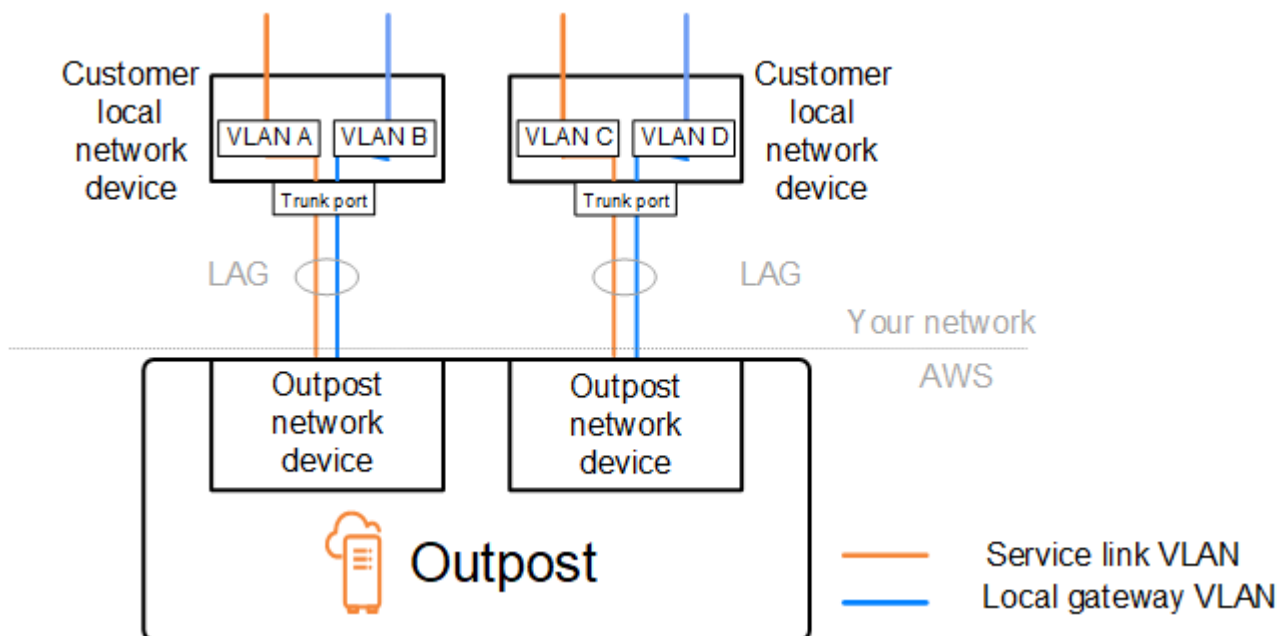 Customer
local
network
device
VLAN A
VLAN B
Trunk port
VLAN C
VLAN D
Trunk port
Customer
local
network
device
LAG
LAG
Your network
AWS
Outpost
network
device
Outpost
network
device
Outpost
Service link VLAN
Local gateway VLAN